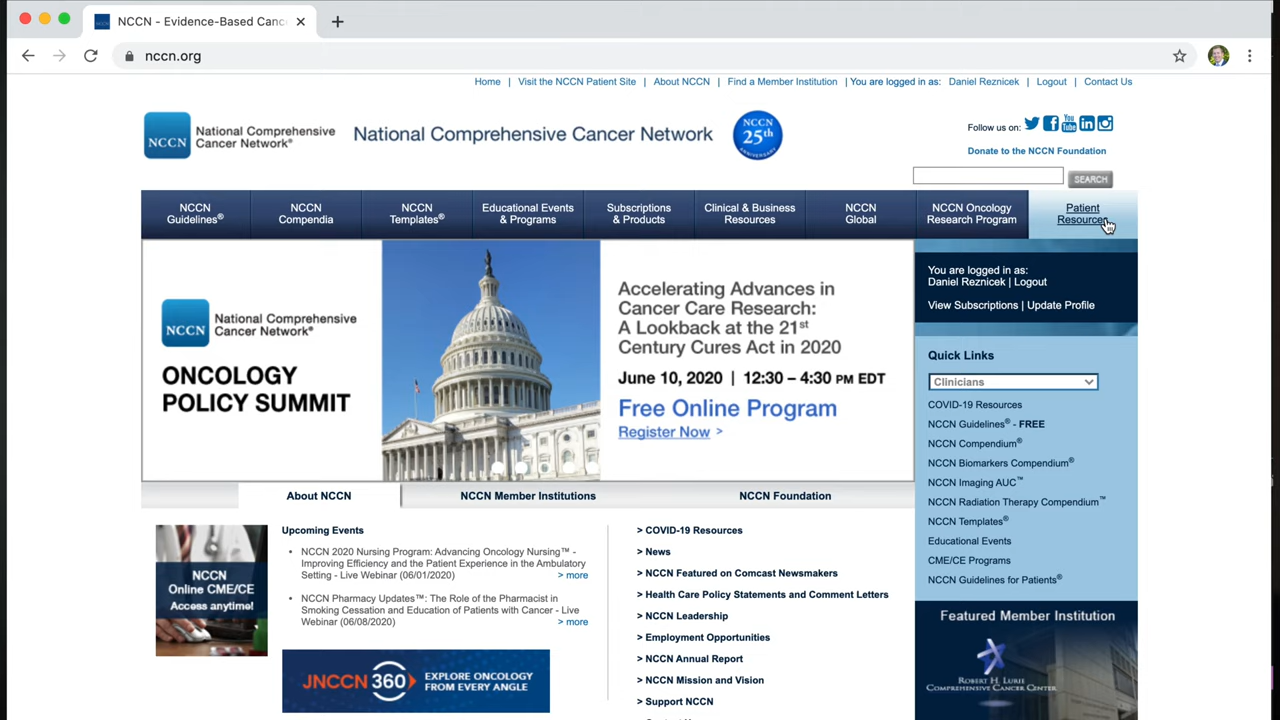 NCCN - Evidence-Based Canc
nccn.org
Home | Visit the NCCN Patient Site | About NCCN | Find a Member Institution | You are logged in as: Daniel Reznicek | Logout | Contact Us
NCCN National Comprehensive
Cancer Network®
National Comprehensive Cancer Network
NCCN
25th
ANNIVERSARY
Follow us on:
You
Tube
Donate to the NCCN Foundation
SEARCH
NCCN
Guidelines®
NCCN
Compendia
NCCN
Templates®
Educational Events
& Programs
Subscriptions
& Products
Clinical & Business
Resources
NCCN
Global
NCCN Oncology
Research Program
Patient
Resources
NCCN National Comprehensive
Cancer Network®
ONCOLOGY
POLICY SUMMIT
Accelerating Advances in
Cancer Care Research:
A Lookback at the 21st
Century Cures Act in 2020
June 10, 2020 | 12:30 – 4:30 PM EDT
Free Online Program
Register Now >
You are logged in as:
Daniel Reznicek | Logout
View Subscriptions | Update Profile
Quick Links
Clinicians
COVID-19 Resources
NCCN Guidelines® - FREE
NCCN Compendium®
NCCN Biomarkers Compendium®
NCCN Imaging AUC™
NCCN Radiation Therapy Compendium™
NCCN Templates®
Educational Events
CME/CE Programs
NCCN Guidelines for Patients®
Featured Member Institution
ROBERT H. LURIE
COMPREHENSIVE CANCER CENTER
About NCCN
NCCN Member Institutions
NCCN Foundation
NCCN
Online CME/CE
Access anytime!
Upcoming Events
• NCCN 2020 Nursing Program: Advancing Oncology Nursing™ -
Improving Efficiency and the Patient Experience in the Ambulatory
Setting - Live Webinar (06/01/2020)
> more
• NCCN Pharmacy Updates™: The Role of the Pharmacist in
Smoking Cessation and Education of Patients with Cancer - Live
Webinar (06/08/2020)
> more
JNCCN 360
EXPLORE ONCOLOGY
FROM EVERY ANGLE
> COVID-19 Resources
> News
> NCCN Featured on Comcast Newsmakers
> Health Care Policy Statements and Comment Letters
> NCCN Leadership
> Employment Opportunities
> NCCN Annual Report
> NCCN Mission and Vision
> Support NCCN